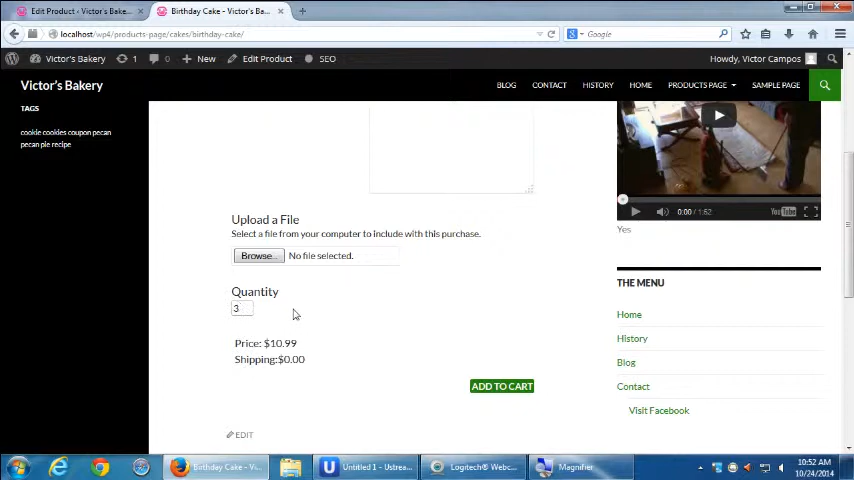 Edit Product ‹ Victor's Bakery...
Birthday Cake - Victor's Ba...
localhost/wp4/products-page/cakes/birthday-cake/
Google
Victor's Bakery
1
0
New
Edit Product
SEO
Howdy, Victor Campos
Victor's Bakery
BLOG
CONTACT
HISTORY
HOME
PRODUCTS PAGE
SAMPLE PAGE
TAGS
cookie cookies coupon pecan
pecan pie recipe
Upload a File
Select a file from your computer to include with this purchase.
Browse...
No file selected.
Quantity
3
Price: $10.99
Shipping:$0.00
ADD TO CART
EDIT
0:00 / 1:52
YouTube
Yes
THE MENU
Home
History
Blog
Contact
Visit Facebook
Birthday Cake - Vi...
Untitled 1 - Ustrea...
Logitech® Webc...
Magnifier
10:52 AM
10/24/2014